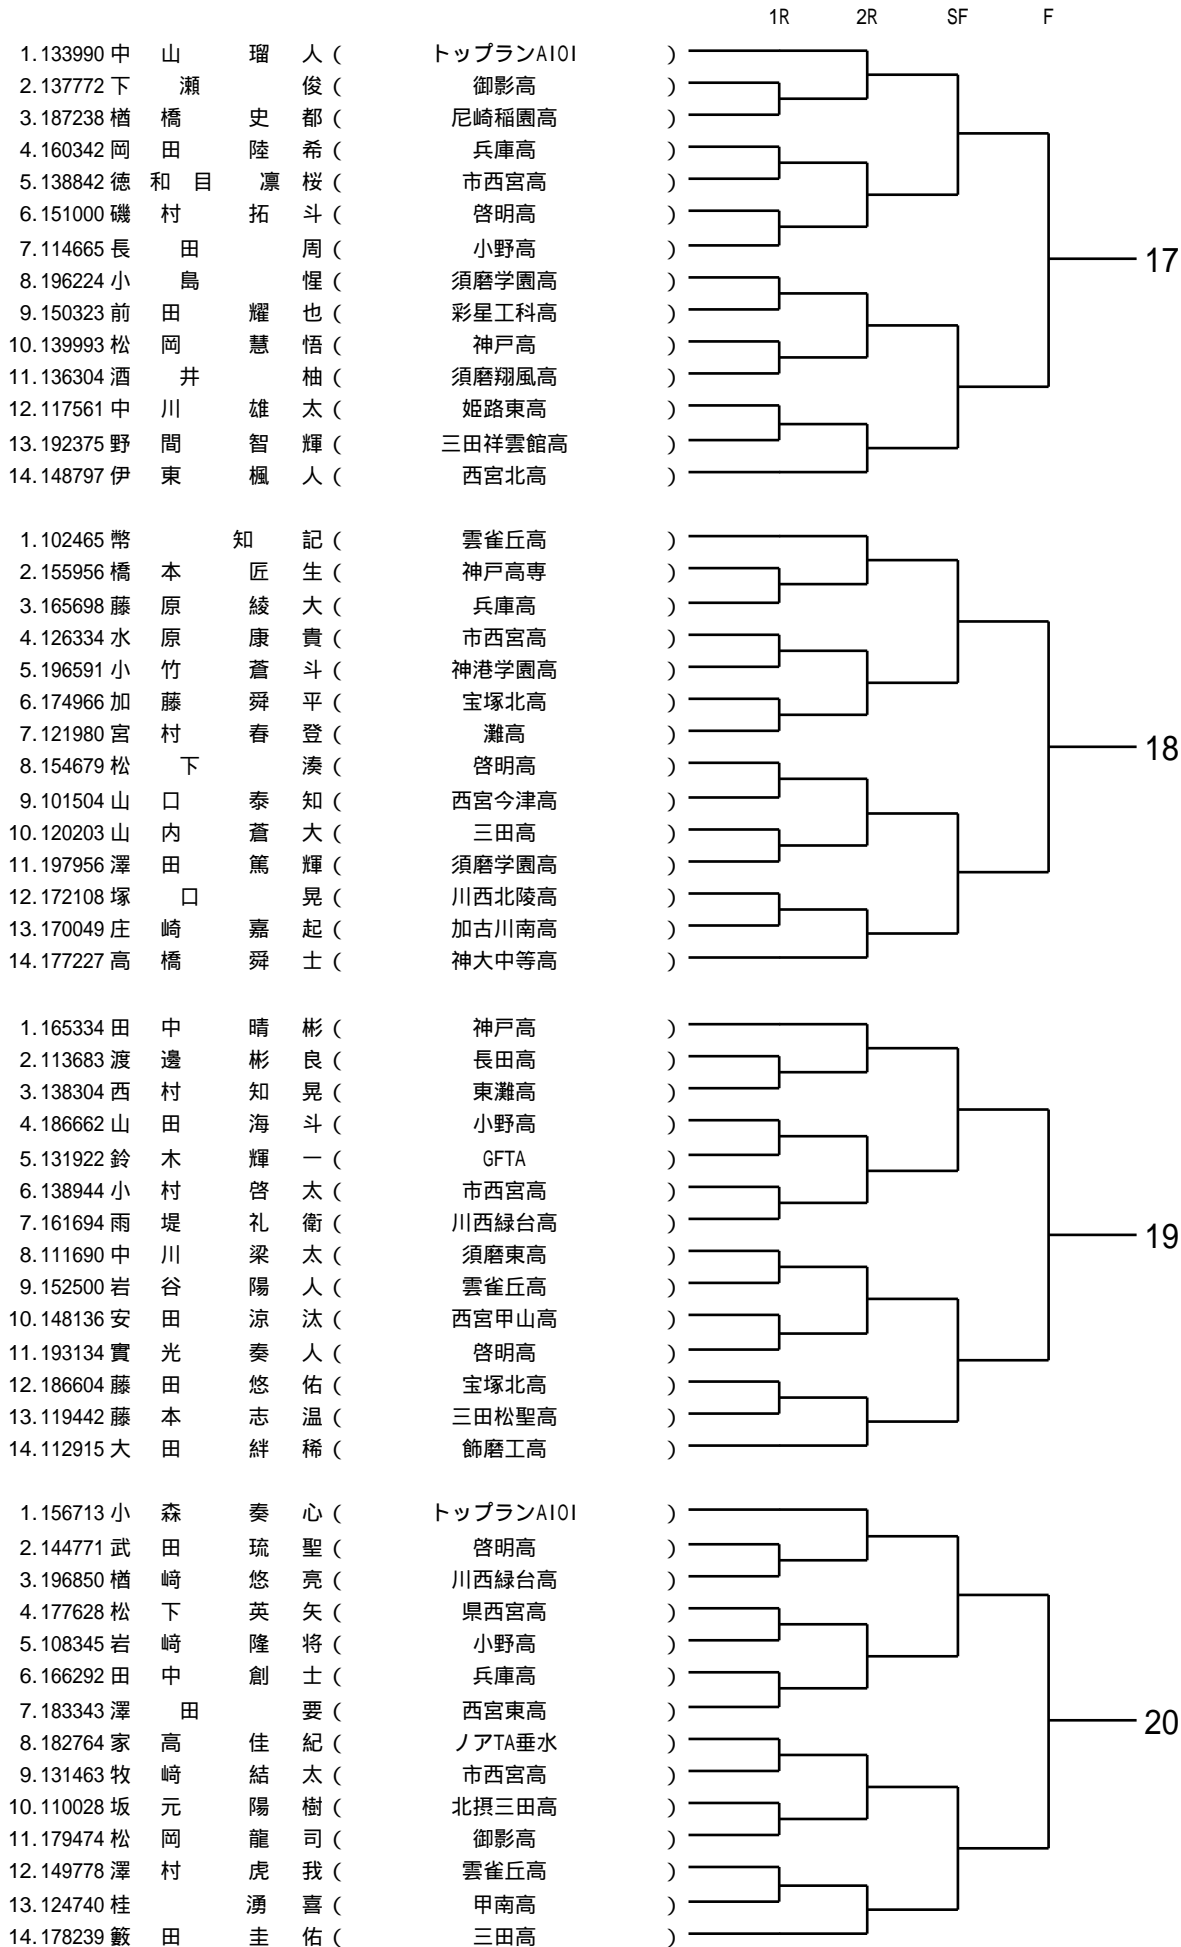 1R 2R SF F
1.133990 中 山 瑠 人 ( トップランAIOI )
2.137772 下 瀬 俊 ( 御影高 )
3.187238 楢 橋 史 都 ( 尼崎稲園高 )
4.160342 岡 田 陸 希 ( 兵庫高 )
5.138842 徳 和 目 凛 桜 ( 市西宮高 )
6.151000 磯 村 拓 斗 ( 啓明高 )
7.114665 長 田 周 ( 小野高 )
17
8.196224 小 島 惺 ( 須磨学園高 )
9.150323 前 田 耀 也 ( 彩星工科高 )
10.139993 松 岡 慧 悟 ( 神戸高 )
11.136304 酒 井 柚 ( 須磨翔風高 )
12.117561 中 川 雄 太 ( 姫路東高 )
13.192375 野 間 智 輝 ( 三田祥雲館高 )
14.148797 伊 東 楓 人 ( 西宮北高 )
1.102465 幣 知 記 ( 雲雀丘高 )
2.155956 橋 本 匠 生 ( 神戸高専 )
3.165698 藤 原 綾 大 ( 兵庫高 )
4.126334 水 原 康 貴 ( 市西宮高 )
5.196591 小 竹 蒼 斗 ( 神港学園高 )
6.174966 加 藤 舜 平 ( 宝塚北高 )
7.121980 宮 村 春 登 ( 灘高 )
18
8.154679 松 下 湊 ( 啓明高 )
9.101504 山 口 泰 知 ( 西宮今津高 )
10.120203 山 内 蒼 大 ( 三田高 )
11.197956 澤 田 篤 輝 ( 須磨学園高 )
12.172108 塚 口 晃 ( 川西北陵高 )
13.170049 庄 崎 嘉 起 ( 加古川南高 )
14.177227 高 橋 舜 士 ( 神大中等高 )
1.165334 田 中 晴 彬 ( 神戸高 )
2.113683 渡 邊 彬 良 ( 長田高 )
3.138304 西 村 知 晃 ( 東灘高 )
4.186662 山 田 海 斗 ( 小野高 )
5.131922 鈴 木 輝 一 ( GFTA )
6.138944 小 村 啓 太 ( 市西宮高 )
7.161694 雨 堤 礼 衛 ( 川西緑台高 )
19
8.111690 中 川 梁 太 ( 須磨東高 )
9.152500 岩 谷 陽 人 ( 雲雀丘高 )
10.148136 安 田 涼 汰 ( 西宮甲山高 )
11.193134 實 光 奏 人 ( 啓明高 )
12.186604 藤 田 悠 佑 ( 宝塚北高 )
13.119442 藤 本 志 温 ( 三田松聖高 )
14.112915 大 田 絆 稀 ( 飾磨工高 )
1.156713 小 森 奏 心 ( トップランAIOI )
2.144771 武 田 琉 聖 ( 啓明高 )
3.196850 楢 﨑 悠 亮 ( 川西緑台高 )
4.177628 松 下 英 矢 ( 県西宮高 )
5.108345 岩 﨑 隆 将 ( 小野高 )
6.166292 田 中 創 士 ( 兵庫高 )
7.183343 澤 田 要 ( 西宮東高 )
20
8.182764 家 高 佳 紀 ( ノアTA垂水 )
9.131463 牧 﨑 結 太 ( 市西宮高 )
10.110028 坂 元 陽 樹 ( 北摂三田高 )
11.179474 松 岡 龍 司 ( 御影高 )
12.149778 澤 村 虎 我 ( 雲雀丘高 )
13.124740 桂 湧 喜 ( 甲南高 )
14.178239 籔 田 圭 佑 ( 三田高 )